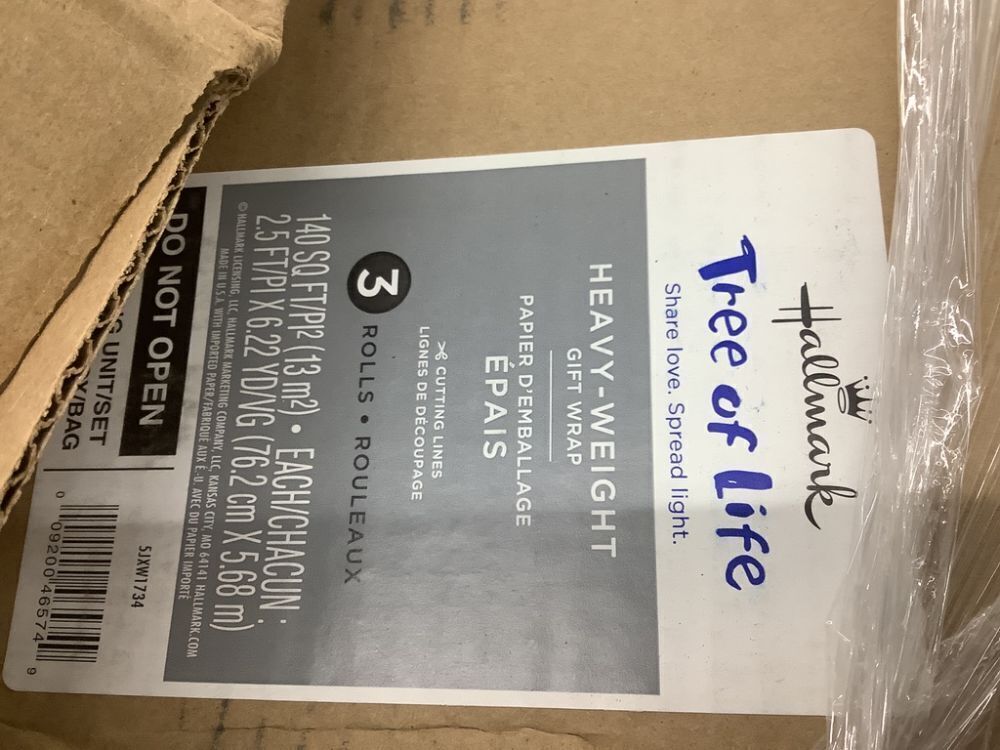 Hallmark
Tree of Life
Share love. Spread light.
HEAVY-WEIGHT
GIFT WRAP
PAPIER D'EMBALLAGE
ÉPAIS
CUTTING LINES
LIGNES DE DÉCOUPAGE
3 ROLLS • ROULEAUX
140 SQ.FT/PI² (13 m²) • EACH/CHACUN :
2.5 FT/PI X 6.22 YD/VG (76.2 cm X 5.68 m)
© HALLMARK LICENSING, LLC, HALLMARK MARKETING COMPANY, LLC, KANSAS CITY, MO 64141 HALLMARK.COM
MADE IN U.S.A. WITH IMPORTED PAPER/FABRIQUÉ AUX É.-U. AVEC DU PAPIER IMPORTÉ
DO NOT OPEN
UNIT/SET
/BAG
5JXW1734
0 09200 46574 9